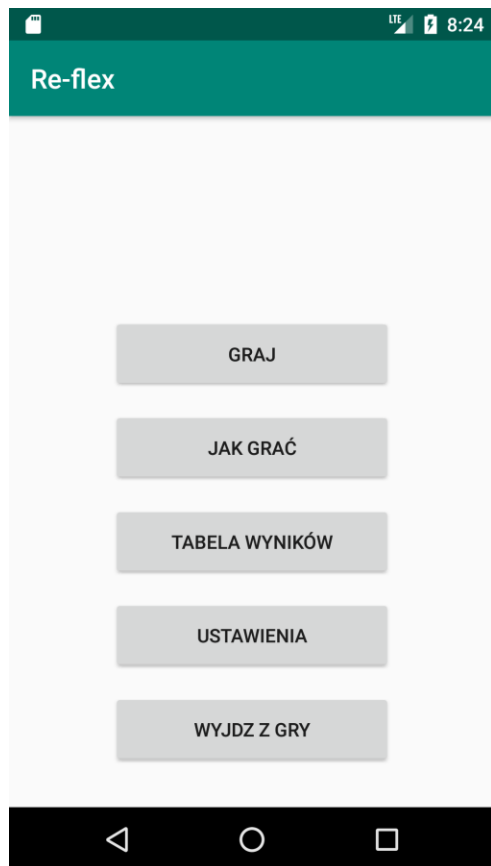 LTE 8:24
Re-flex
GRAJ
JAK GRAĆ
TABELA WYNIKÓW
USTAWIENIA
WYJDZ Z GRY